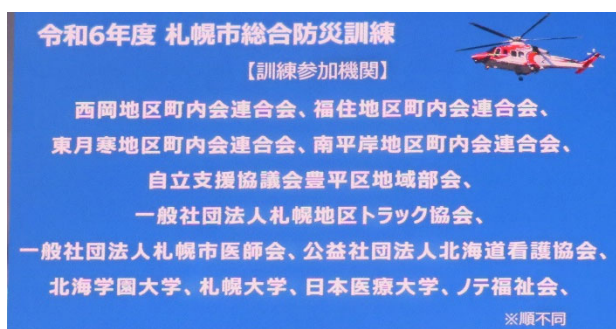 令和6年度 札幌市総合防災訓練
【訓練参加機関】
西岡地区町内会連合会、福住地区町内会連合会、
東月寒地区町内会連合会、南平岸地区町内会連合会、
自立支援協議会豊平区地域部会、
一般社団法人札幌地区トラック協会、
一般社団法人札幌市医師会、公益社団法人北海道看護協会、
北海学園大学、札幌大学、日本医療大学、ノテ福祉会、
※順不同